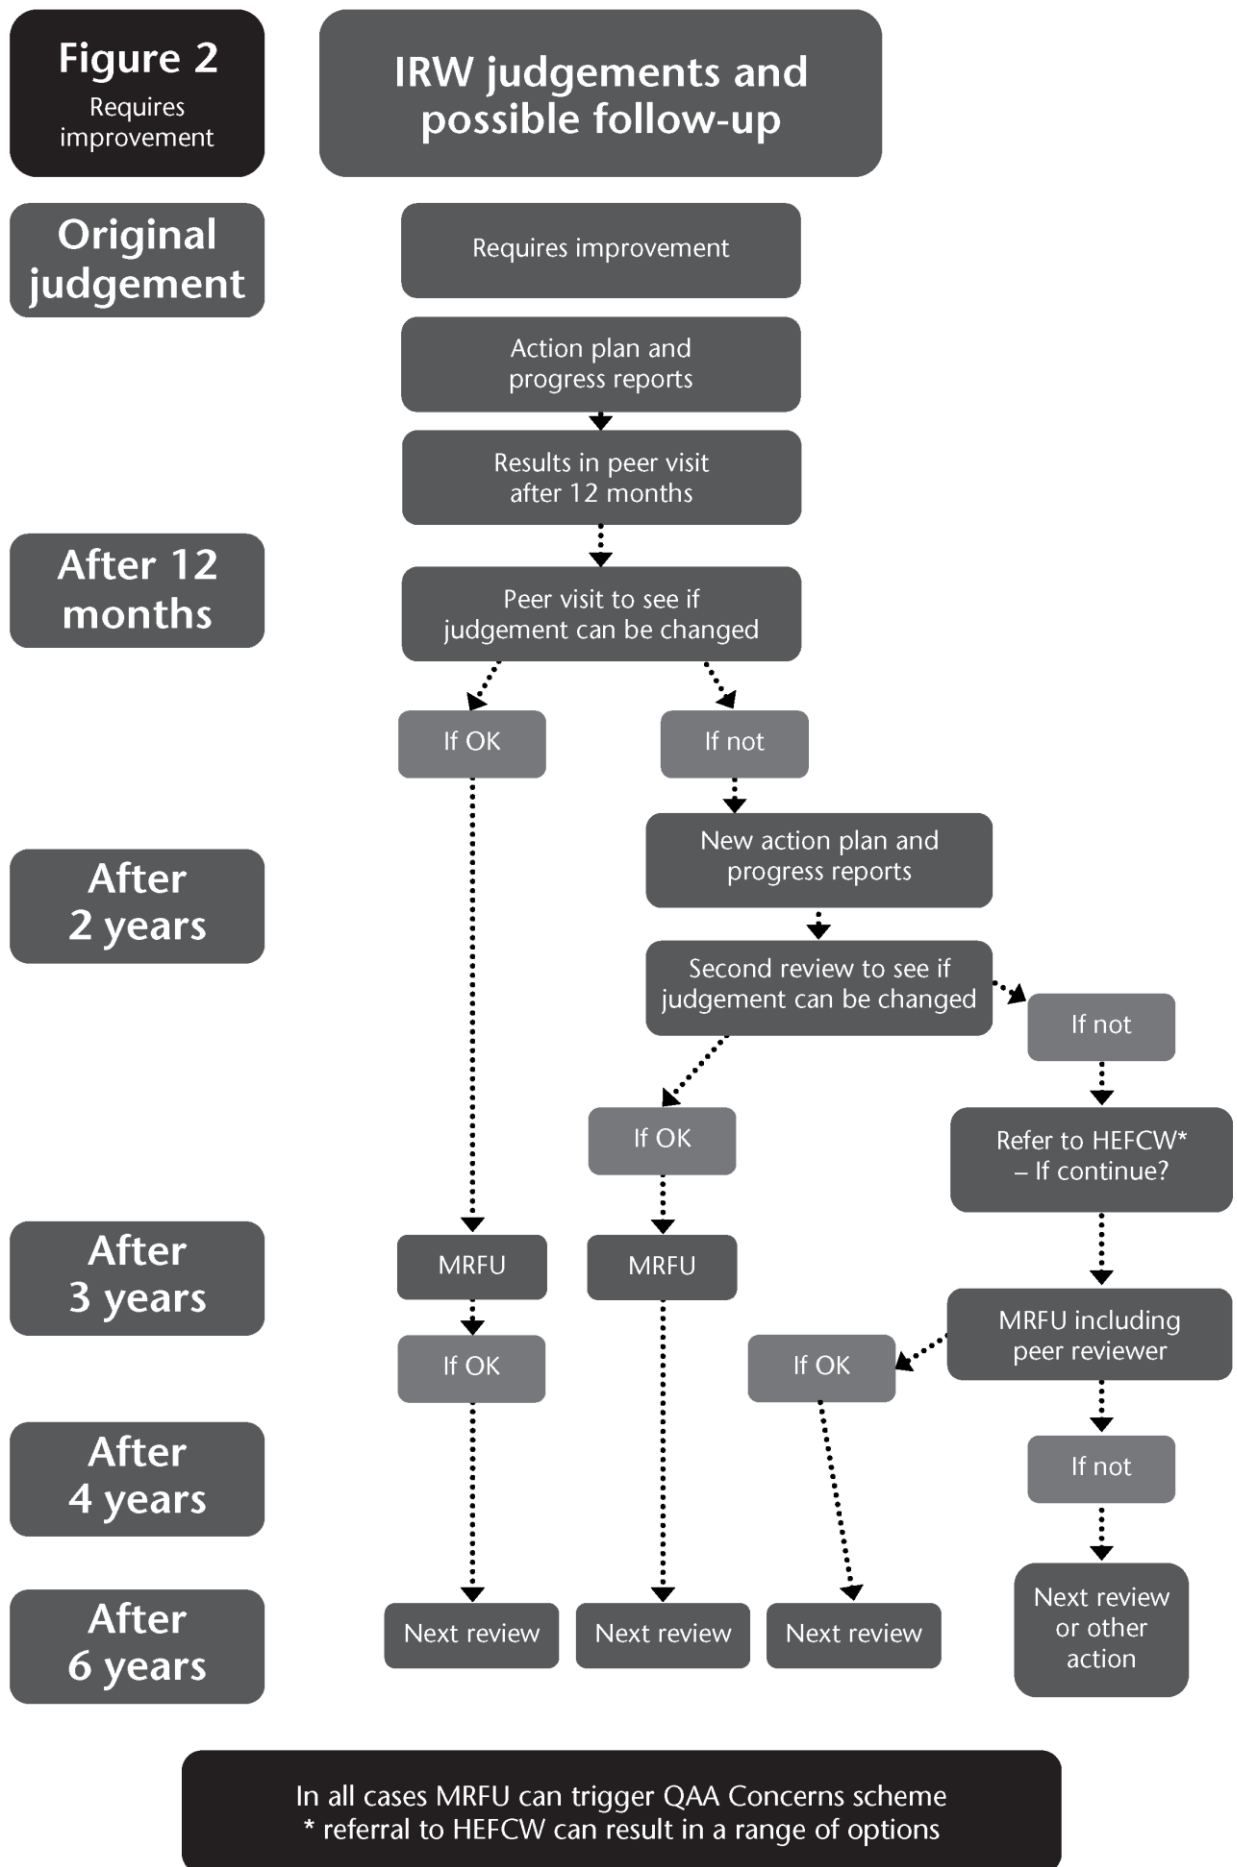 Figure 2
Requires
improvement
IRW judgements and
possible follow-up
Original
judgement
Requires improvement
Action plan and
progress reports
Results in peer visit
after 12 months
After 12
months
Peer visit to see if
judgement can be changed
If OK
If not
After
2 years
New action plan and
progress reports
Second review to see if
judgement can be changed
If not
If OK
Refer to HEFCW*
– If continue?
After
3 years
MRFU
MRFU
MRFU including
peer reviewer
If OK
If OK
After
4 years
If not
After
6 years
Next review
Next review
Next review
Next review
or other
action
In all cases MRFU can trigger QAA Concerns scheme
* referral to HEFCW can result in a range of options